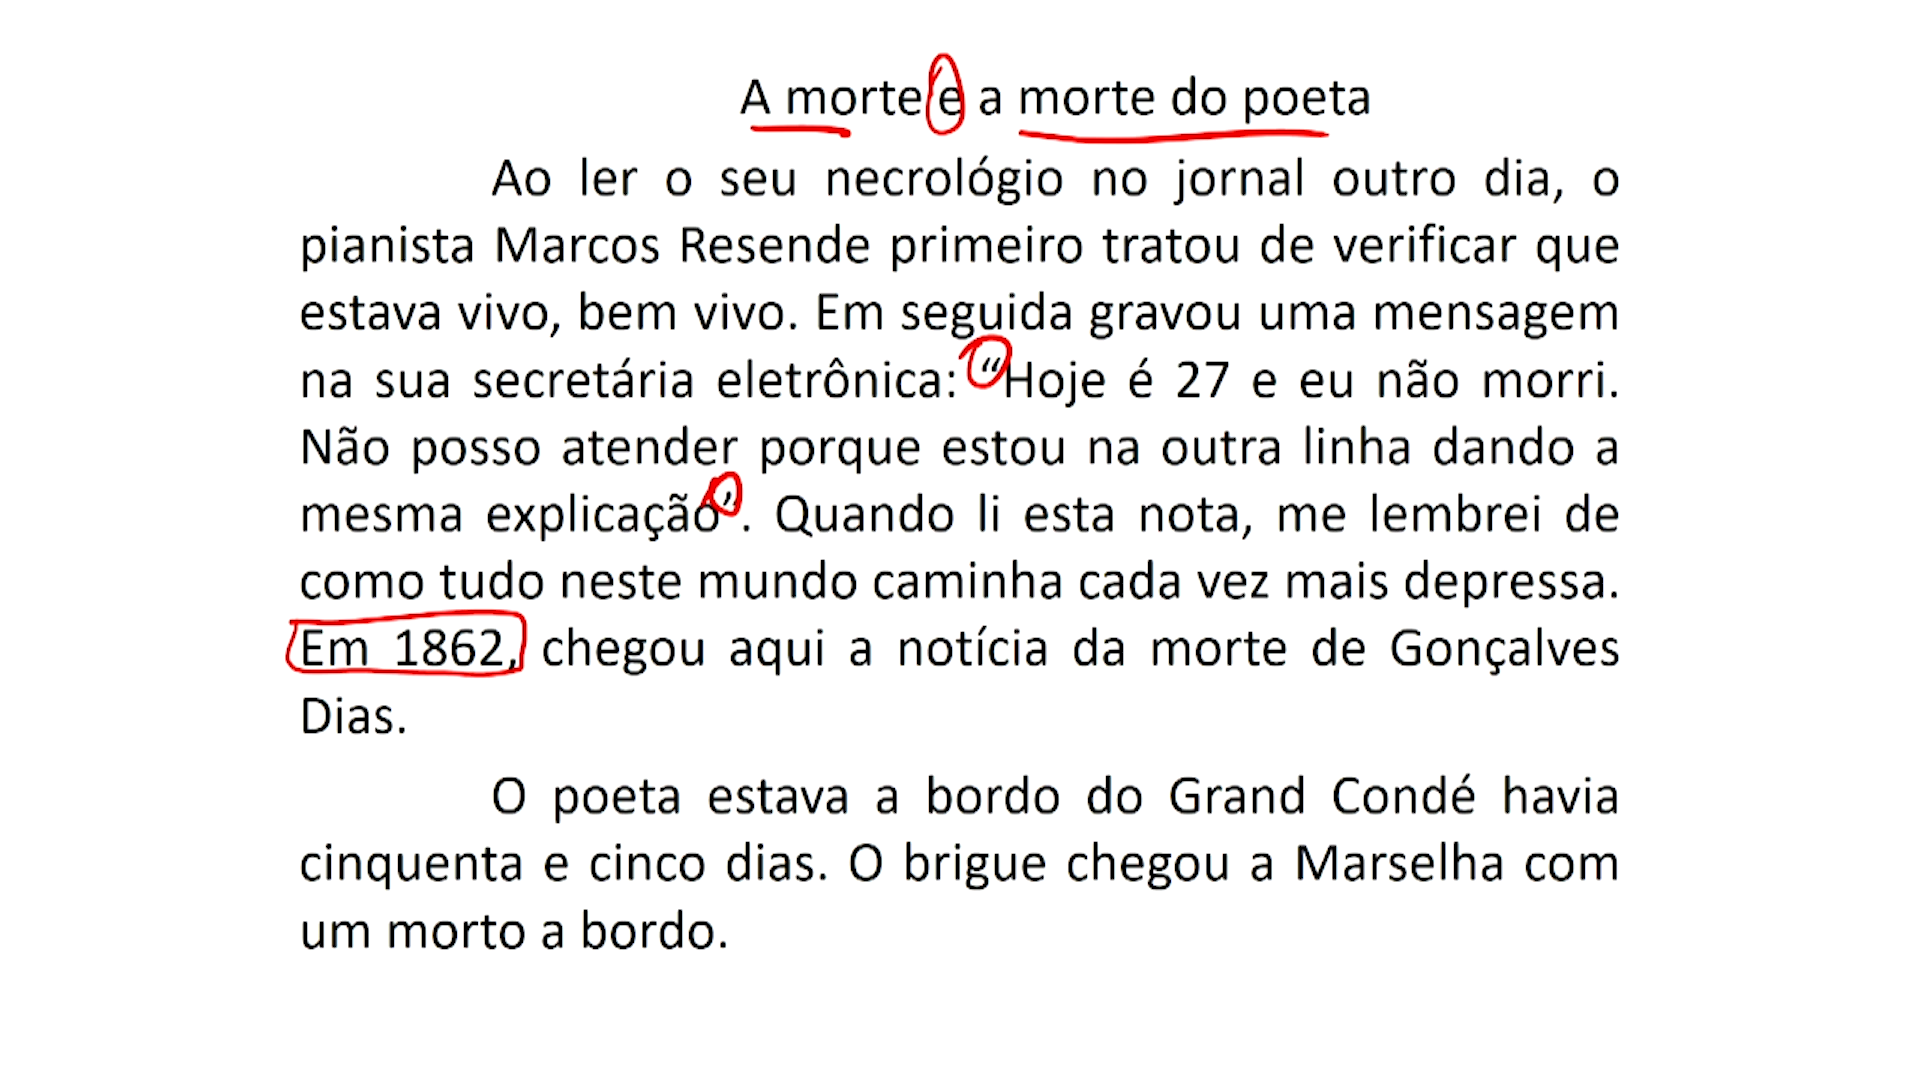 A morte e a morte do poeta
Ao ler o seu necrológio no jornal outro dia, o
pianista Marcos Resende primeiro tratou de verificar que
estava vivo, bem vivo. Em seguida gravou uma mensagem
na sua secretária eletrônica: “Hoje é 27 e eu não morri.
Não posso atender porque estou na outra linha dando a
mesma explicação”. Quando li esta nota, me lembrei de
como tudo neste mundo caminha cada vez mais depressa.
Em 1862, chegou aqui a notícia da morte de Gonçalves
Dias.
O poeta estava a bordo do Grand Condé havia
cinquenta e cinco dias. O brigue chegou a Marselha com
um morto a bordo.